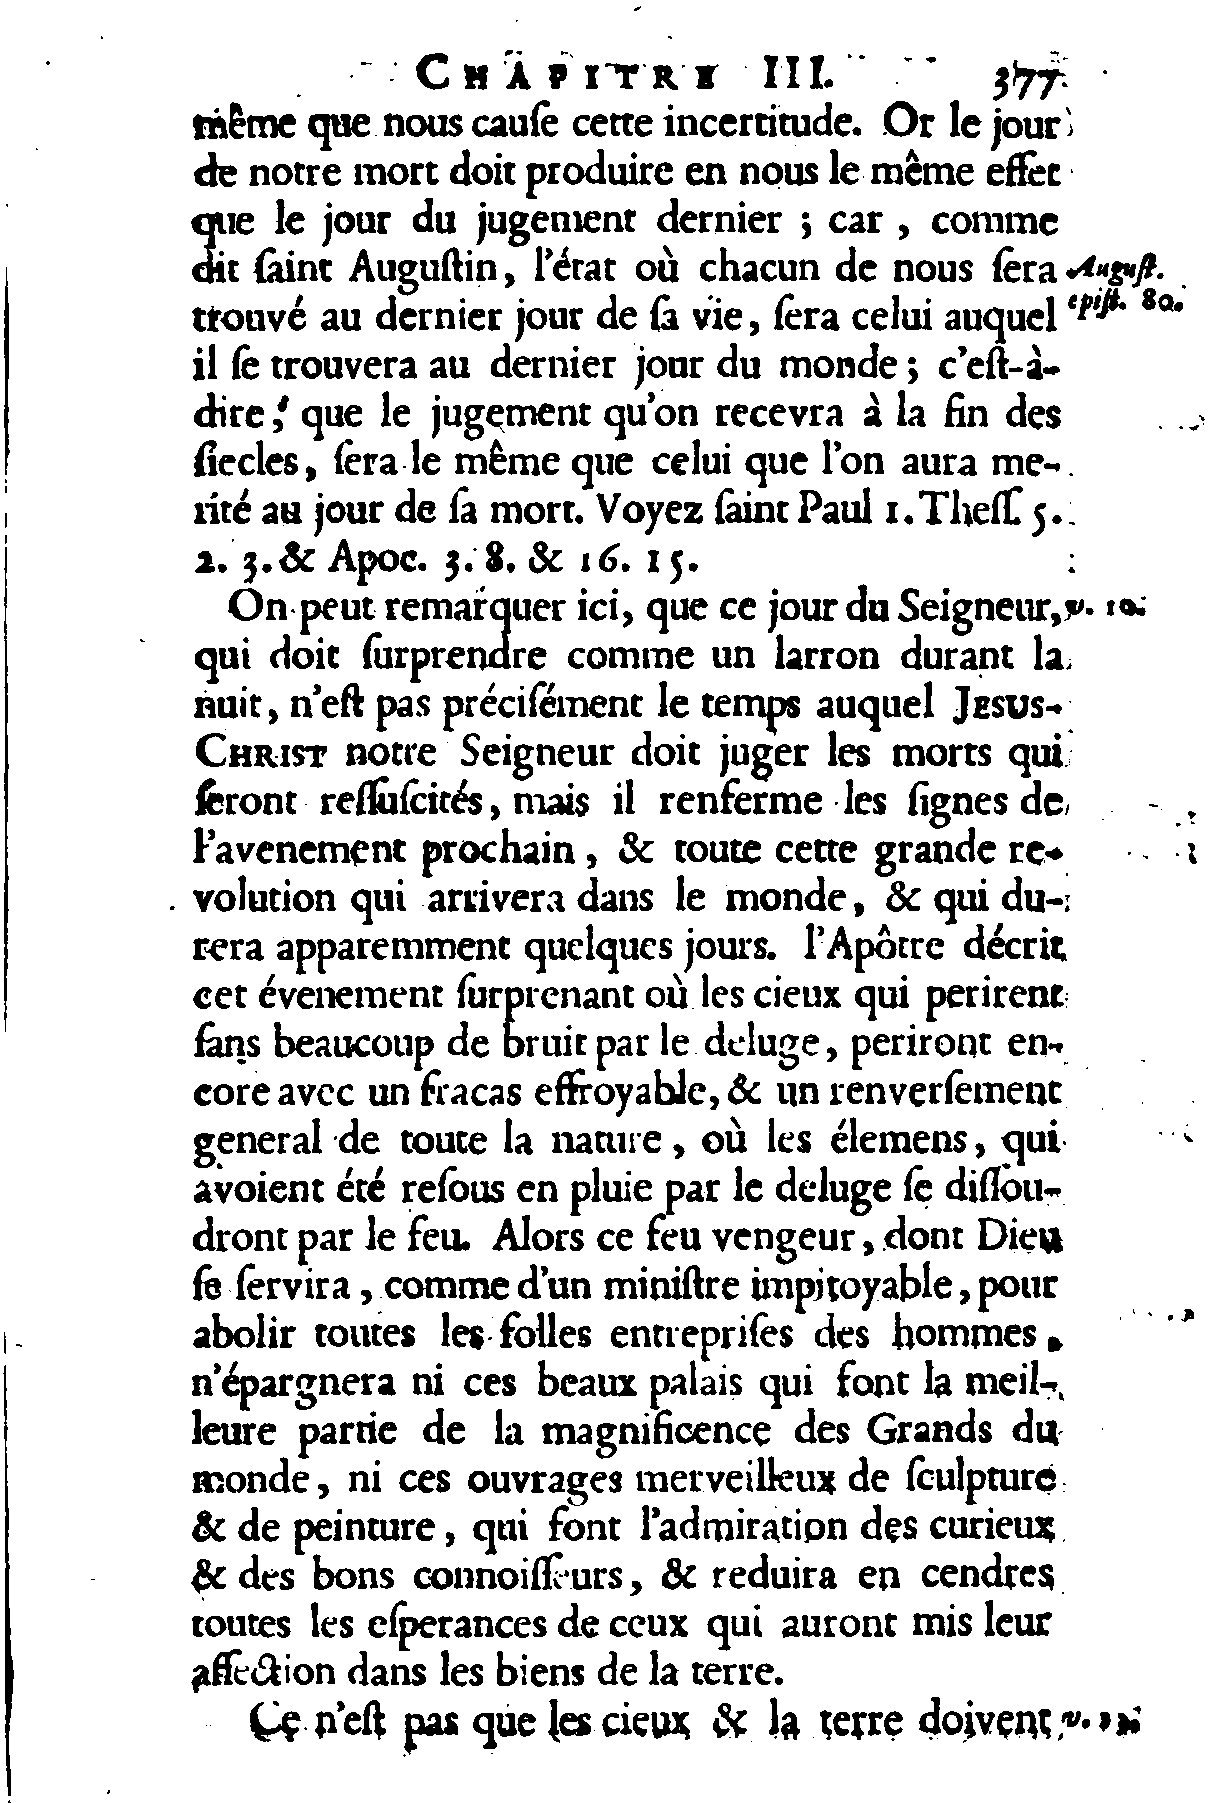 CHAPITRE III. 377
même que nous cauſe cette incertitude. Or le jour
de notre mort doit produire en nous le même effet
que le jour du jugement dernier ; car , comme
dit ſaint Auguſtin, l'état où chacun de nous ſera Auguſt.
trouvé au dernier jour de ſa vie, ſera celui auquel epiſt. 80.
il ſe trouvera au dernier jour du monde ; c'eſt-à-
dire, que le jugement qu'on recevra à la fin des
ſiecles, ſera le même que celui que l'on aura me-
rité au jour de ſa mort. Voyez ſaint Paul 1. Theſſ. 5.
2. 3. & Apoc. 3. 8. & 16. 15.
On peut remarquer ici, que ce jour du Seigneur, v. 10.
qui doit ſurprendre comme un larron durant la
nuit, n'eſt pas préciſément le temps auquel JESUS-
CHRIST notre Seigneur doit juger les morts qui
ſeront reſſuſcités, mais il renferme les ſignes de
l'avenement prochain , & toute cette grande re-
volution qui arrivera dans le monde, & qui du-
rera apparemment quelques jours. l'Apôtre décrit
cet évenement ſurprenant où les cieux qui perirent
ſans beaucoup de bruit par le deluge, periront en-
core avec un fracas effroyable, & un renverſement
general de toute la nature , où les élemens, qui
avoient été reſous en pluie par le deluge ſe diſſou-
dront par le feu. Alors ce feu vengeur, dont Dieu
ſe ſervira , comme d'un miniſtre impitoyable, pour
abolir toutes les folles entrepriſes des hommes,
n'épargnera ni ces beaux palais qui font la meil-
leure partie de la magnificence des Grands du
monde, ni ces ouvrages merveilleux de ſculpture
& de peinture, qui font l'admiration des curieux
& des bons connoiſſeurs, & reduira en cendres
toutes les eſperances de ceux qui auront mis leur
affection dans les biens de la terre.
Ce n'eſt pas que les cieux & la terre doivent v.